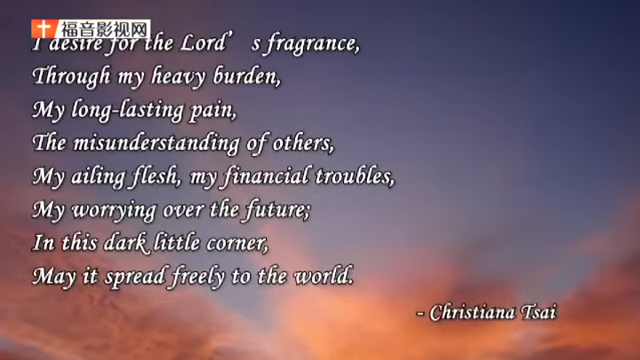 福音影视网
I desire for the Lord's fragrance,
Through my heavy burden,
My long-lasting pain,
The misunderstanding of others,
My ailing flesh, my financial troubles,
My worrying over the future;
In this dark little corner,
May it spread freely to the world.
- Christiana Tsai